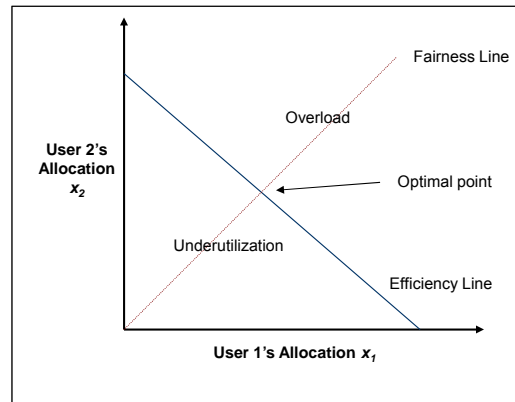 Fairness Line
Overload
User 2's
Allocation
x2
Optimal point
Underutilization
Efficiency Line
User 1's Allocation x1